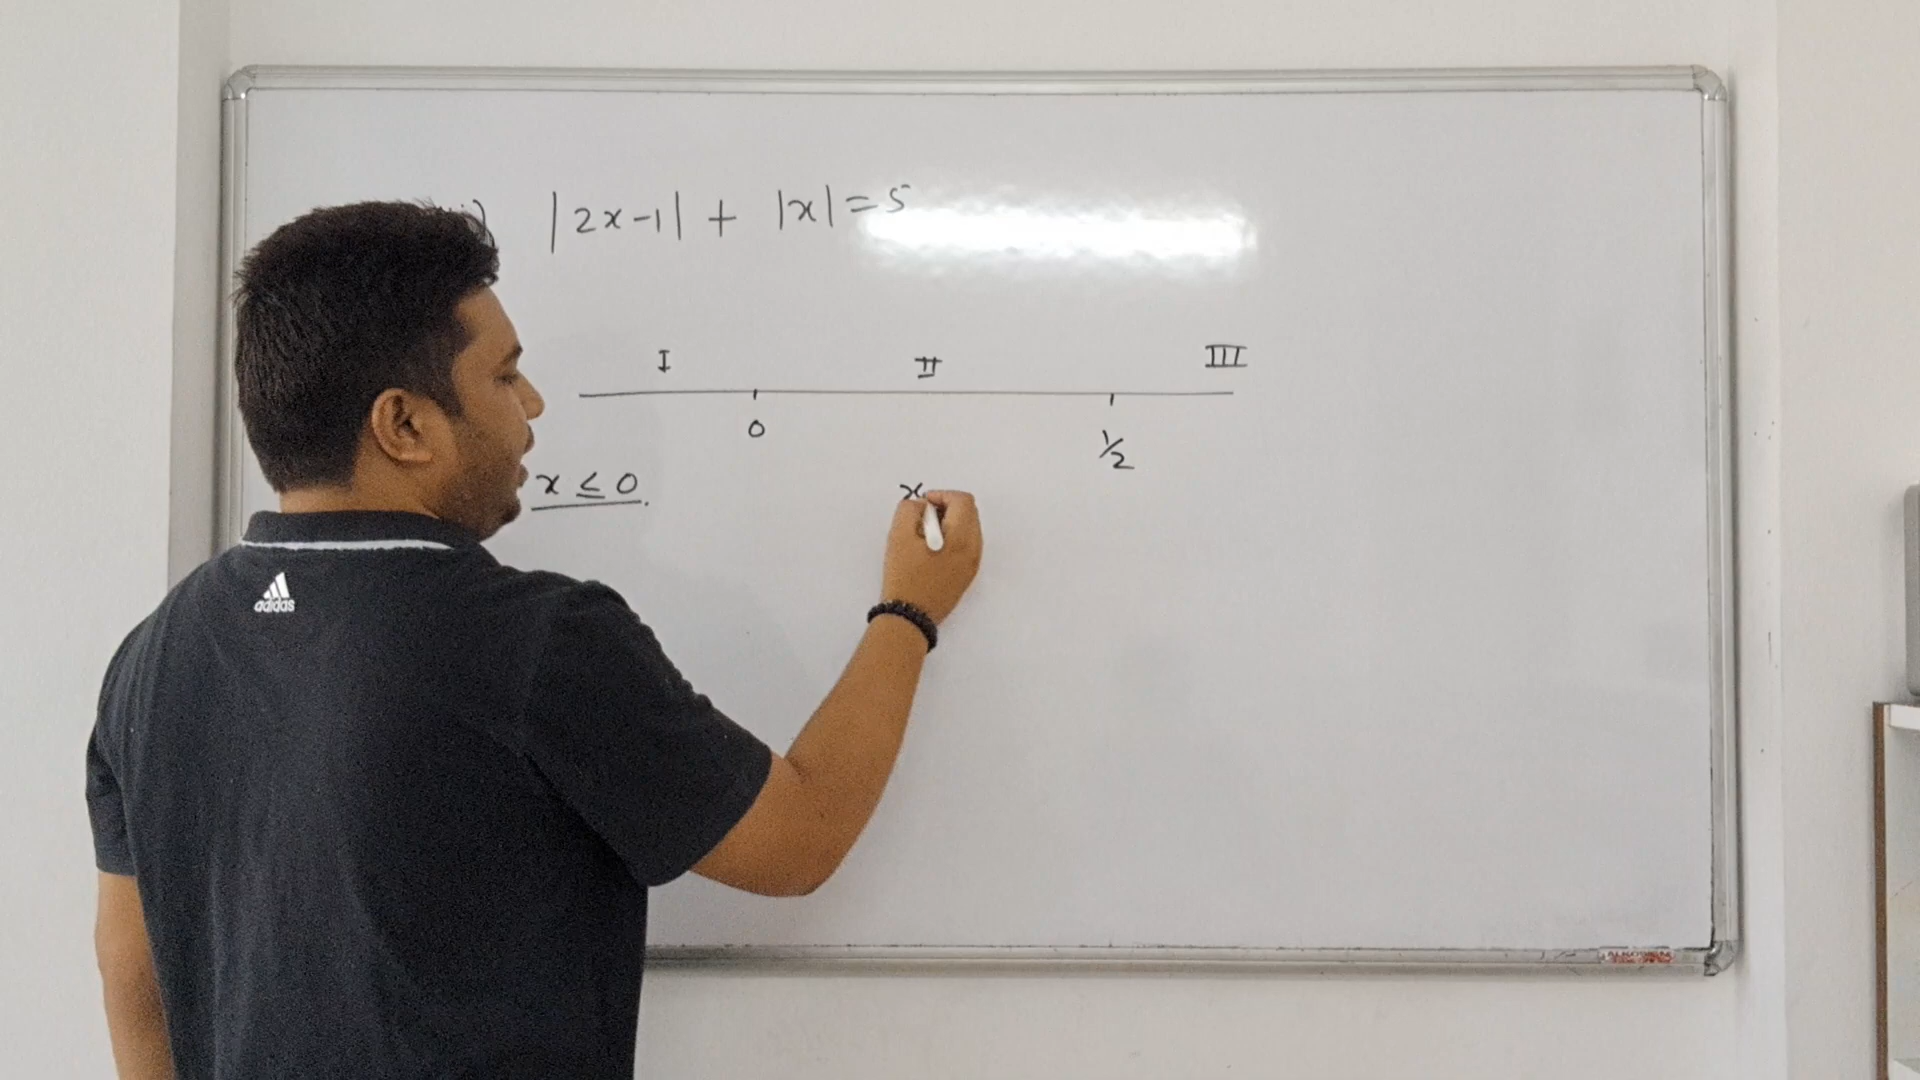 |2x-1| + |x|=5
I II III
0 1/2
x ≤ 0. x
adidas